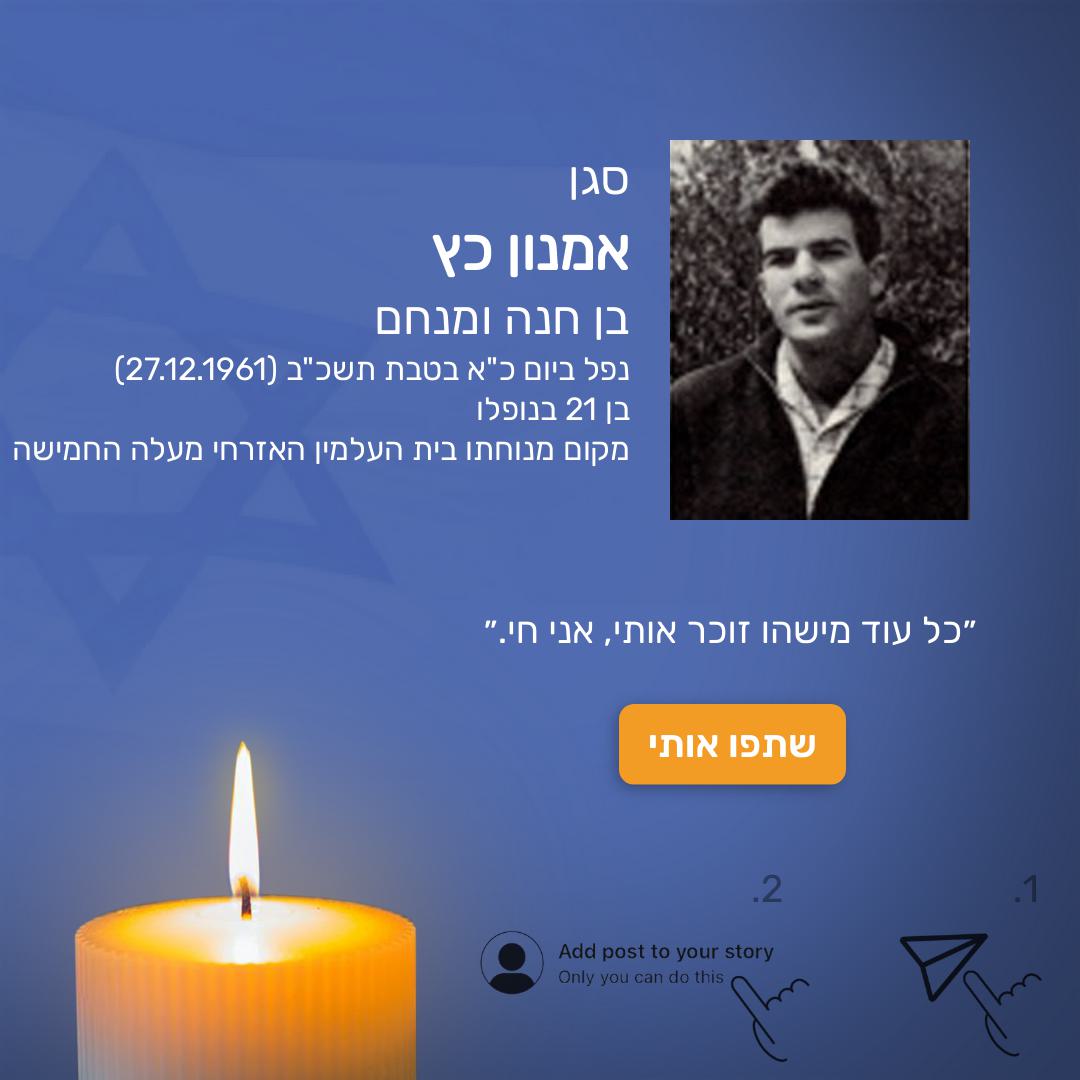 סגן
אמנון כץ
בן חנה ומנחם
נפל ביום כ"א בטבת תשכ"ב (27.12.1961)
בן 21 בנופלו
מקום מנוחתו בית העלמין האזרחי מעלה החמישה
״כל עוד מישהו זוכר אותי, אני חי.״
שתפו אותי
1.
2.
Add post to your story
Only you can do this